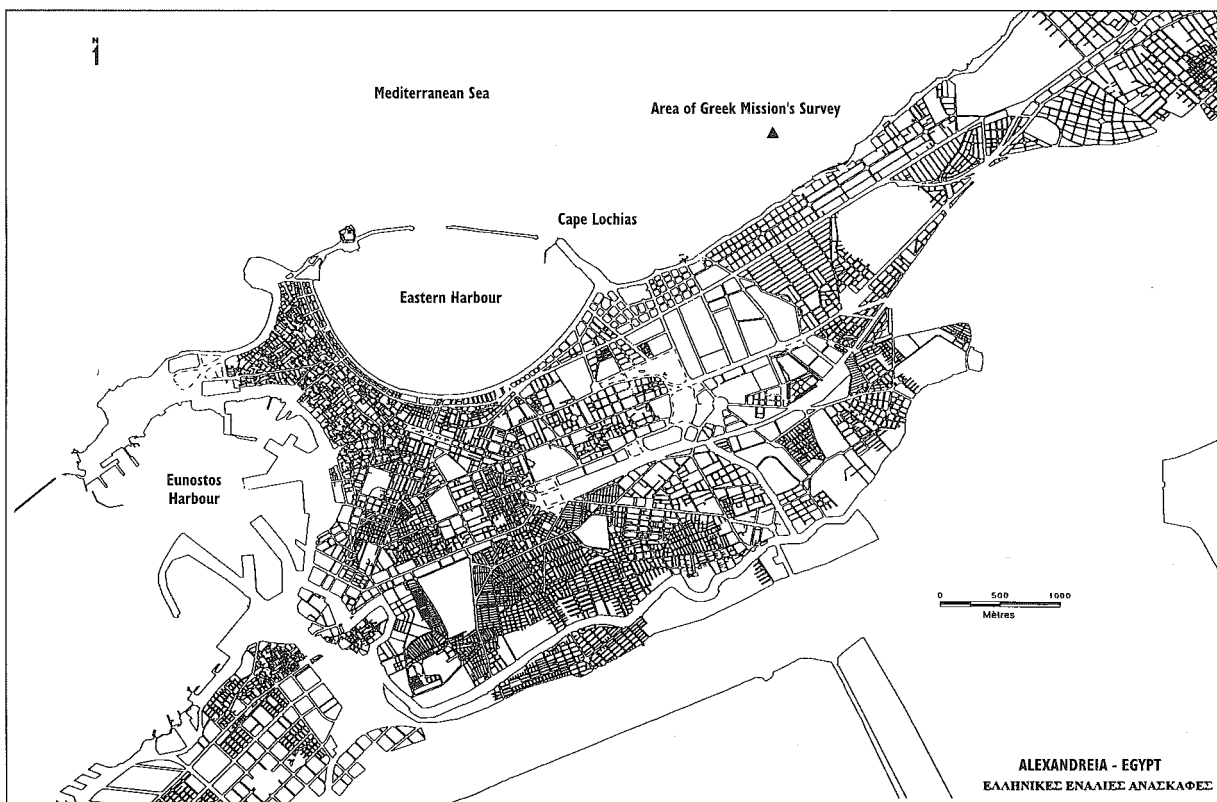 N
Mediterranean Sea
Area of Greek Mission's Survey
Cape Lochias
Eastern Harbour
Eunostos
Harbour
0 500 1000
Mètres
ALEXANDREIA - EGYPT
ΕΛΛΗΝΙΚΕΣ ΕΝΑΛΙΕΣ ΑΝΑΣΚΑΦΕΣ